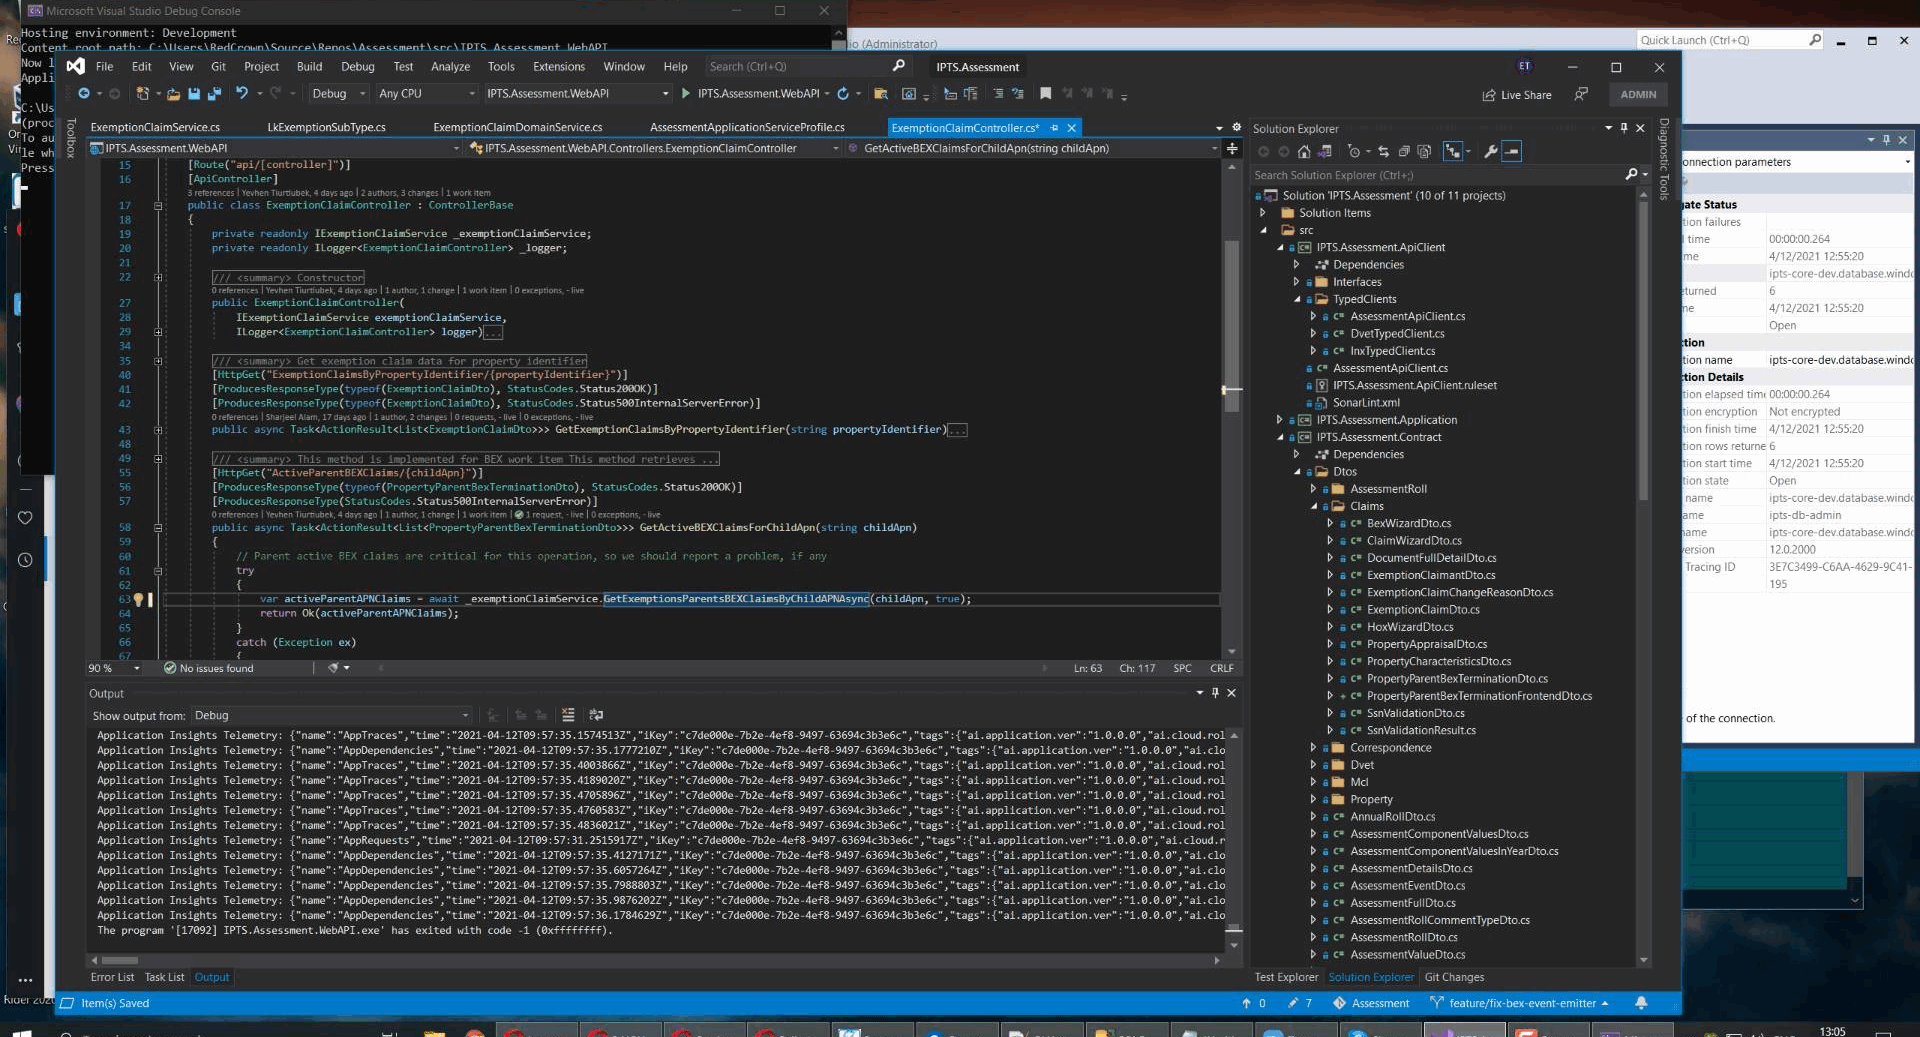 Microsoft Visual Studio Debug Console
Hosting environment: Development
Content root path: C:\Users\RedCrown\Source\Repos\Assessment\src\IPTS.Assessment.WebAPI
io (Administrator)
Quick Launch (Ctrl+Q)
File Edit View Git Project Build Debug Test Analyze Tools Extensions Window Help Search (Ctrl+Q) IPTS.Assessment ET
Debug Any CPU IPTS.Assessment.WebAPI IPTS.Assessment.WebAPI Live Share ADMIN
Toolbox
ExemptionClaimService.cs LkExemptionSubType.cs ExemptionClaimDomainService.cs AssessmentApplicationServiceProfile.cs ExemptionClaimController.cs*
IPTS.Assessment.WebAPI IPTS.Assessment.WebAPI.Controllers.ExemptionClaimController GetActiveBEXClaimsForChildApn(string childApn)
15 [Route("api/[controller]")]
16 [ApiController]
3 references | Yevhen Tiurtiubek, 4 days ago | 2 authors, 3 changes | 1 work item
17 public class ExemptionClaimController : ControllerBase
18 {
19 private readonly IExemptionClaimService _exemptionClaimService;
20 private readonly ILogger<ExemptionClaimController> _logger;
21
22 /// <summary> Constructor
0 references | Yevhen Tiurtiubek, 4 days ago | 1 author, 1 change | 1 work item | 0 exceptions, - live
27 public ExemptionClaimController(
28 IExemptionClaimService exemptionClaimService,
29 ILogger<ExemptionClaimController> logger)...
34
35 /// <summary> Get exemption claim data for property identifier
40 [HttpGet("ExemptionClaimsByPropertyIdentifier/{propertyIdentifier}")]
41 [ProducesResponseType(typeof(ExemptionClaimDto), StatusCodes.Status200OK)]
42 [ProducesResponseType(typeof(ExemptionClaimDto), StatusCodes.Status500InternalServerError)]
0 references | Sharjeel Alam, 17 days ago | 1 author, 2 changes | 0 requests, - live | 0 exceptions, - live
43 public async Task<ActionResult<List<ExemptionClaimDto>>> GetExemptionClaimsByPropertyIdentifier(string propertyIdentifier)...
48
49 /// <summary> This method is implemented for BEX work item This method retrieves ...
55 [HttpGet("ActiveParentBEXClaims/{childApn}")]
56 [ProducesResponseType(typeof(PropertyParentBexTerminationDto), StatusCodes.Status200OK)]
57 [ProducesResponseType(StatusCodes.Status500InternalServerError)]
0 references | Yevhen Tiurtiubek, 4 days ago | 1 author, 1 change | 1 work item | 1 request, - live | 0 exceptions, - live
58 public async Task<ActionResult<List<PropertyParentBexTerminationDto>>> GetActiveBEXClaimsForChildApn(string childApn)
59 {
60 // Parent active BEX claims are critical for this operation, so we should report a problem, if any
61 try
62 {
63 var activeParentAPNClaims = await _exemptionClaimService.GetExemptionsParentsBEXClaimsByChildAPNAsync(childApn, true);
64 return Ok(activeParentAPNClaims);
65 }
66 catch (Exception ex)
67 {
90 % No issues found Ln: 63 Ch: 117 SPC CRLF
Output
Show output from: Debug
Application Insights Telemetry: {"name":"AppTraces","time":"2021-04-12T09:57:35.1574513Z","iKey":"c7de000e-7b2e-4ef8-9497-63694c3b3e6c","tags":{"ai.application.ver":"1.0.0.0","ai.cloud.rol
Application Insights Telemetry: {"name":"AppDependencies","time":"2021-04-12T09:57:35.1777210Z","iKey":"c7de000e-7b2e-4ef8-9497-63694c3b3e6c","tags":{"ai.application.ver":"1.0.0.0","ai.clo
Application Insights Telemetry: {"name":"AppTraces","time":"2021-04-12T09:57:35.4003866Z","iKey":"c7de000e-7b2e-4ef8-9497-63694c3b3e6c","tags":{"ai.application.ver":"1.0.0.0","ai.cloud.rol
Application Insights Telemetry: {"name":"AppTraces","time":"2021-04-12T09:57:35.4189020Z","iKey":"c7de000e-7b2e-4ef8-9497-63694c3b3e6c","tags":{"ai.application.ver":"1.0.0.0","ai.cloud.rol
Application Insights Telemetry: {"name":"AppTraces","time":"2021-04-12T09:57:35.4705896Z","iKey":"c7de000e-7b2e-4ef8-9497-63694c3b3e6c","tags":{"ai.application.ver":"1.0.0.0","ai.cloud.rol
Application Insights Telemetry: {"name":"AppTraces","time":"2021-04-12T09:57:35.4760583Z","iKey":"c7de000e-7b2e-4ef8-9497-63694c3b3e6c","tags":{"ai.application.ver":"1.0.0.0","ai.cloud.rol
Application Insights Telemetry: {"name":"AppTraces","time":"2021-04-12T09:57:35.4836021Z","iKey":"c7de000e-7b2e-4ef8-9497-63694c3b3e6c","tags":{"ai.application.ver":"1.0.0.0","ai.cloud.rol
Application Insights Telemetry: {"name":"AppRequests","time":"2021-04-12T09:57:31.2515917Z","iKey":"c7de000e-7b2e-4ef8-9497-63694c3b3e6c","tags":{"ai.application.ver":"1.0.0.0","ai.cloud.r
Application Insights Telemetry: {"name":"AppDependencies","time":"2021-04-12T09:57:35.4127171Z","iKey":"c7de000e-7b2e-4ef8-9497-63694c3b3e6c","tags":{"ai.application.ver":"1.0.0.0","ai.clo
Application Insights Telemetry: {"name":"AppDependencies","time":"2021-04-12T09:57:35.6057264Z","iKey":"c7de000e-7b2e-4ef8-9497-63694c3b3e6c","tags":{"ai.application.ver":"1.0.0.0","ai.clo
Application Insights Telemetry: {"name":"AppDependencies","time":"2021-04-12T09:57:35.7988803Z","iKey":"c7de000e-7b2e-4ef8-9497-63694c3b3e6c","tags":{"ai.application.ver":"1.0.0.0","ai.clo
Application Insights Telemetry: {"name":"AppDependencies","time":"2021-04-12T09:57:35.9876202Z","iKey":"c7de000e-7b2e-4ef8-9497-63694c3b3e6c","tags":{"ai.application.ver":"1.0.0.0","ai.clo
Application Insights Telemetry: {"name":"AppDependencies","time":"2021-04-12T09:57:36.1784629Z","iKey":"c7de000e-7b2e-4ef8-9497-63694c3b3e6c","tags":{"ai.application.ver":"1.0.0.0","ai.clo
The program '[17092] IPTS.Assessment.WebAPI.exe' has exited with code -1 (0xffffffff).
Error List Task List Output
Solution Explorer
Search Solution Explorer (Ctrl+;)
Diagnostic Tools
Solution 'IPTS.Assessment' (10 of 11 projects)
Solution Items
src
IPTS.Assessment.ApiClient
Dependencies
Interfaces
TypedClients
AssessmentApiClient.cs
DvetTypedClient.cs
InxTypedClient.cs
AssessmentApiClient.cs
IPTS.Assessment.ApiClient.ruleset
SonarLint.xml
IPTS.Assessment.Application
IPTS.Assessment.Contract
Dependencies
Dtos
AssessmentRoll
Claims
BexWizardDto.cs
ClaimWizardDto.cs
DocumentFullDetailDto.cs
ExemptionClaimantDto.cs
ExemptionClaimChangeReasonDto.cs
ExemptionClaimDto.cs
HoxWizardDto.cs
PropertyAppraisalDto.cs
PropertyCharacteristicsDto.cs
PropertyParentBexTerminationDto.cs
PropertyParentBexTerminationFrontendDto.cs
SsnValidationDto.cs
SsnValidationResult.cs
Correspondence
Dvet
Mcl
Property
AnnualRollDto.cs
AssessmentComponentValuesDto.cs
AssessmentComponentValuesInYearDto.cs
AssessmentDetailsDto.cs
AssessmentEventDto.cs
AssessmentFullDto.cs
AssessmentRollCommentTypeDto.cs
AssessmentRollDto.cs
AssessmentValueDto.cs
Test Explorer Solution Explorer Git Changes
onnection parameters
gate Status
tion failures
l time 00:00:00.264
me 4/12/2021 12:55:20
ipts-core-dev.database.windo
turned 6
me 4/12/2021 12:55:20
Open
ction
tion name ipts-core-dev.database.windo
ction Details
tion elapsed time 00:00:00.264
tion encryption Not encrypted
tion finish time 4/12/2021 12:55:20
tion rows returne 6
tion start time 4/12/2021 12:55:20
tion state Open
name ipts-core-dev.database.windo
ame ipts-db-admin
name ipts-core-dev.database.windo
version 12.0.2000
Tracing ID 3E7C3499-C6AA-4629-9C41-
195
of the connection.
Item(s) Saved 0 7 Assessment feature/fix-bex-event-emitter
13:05